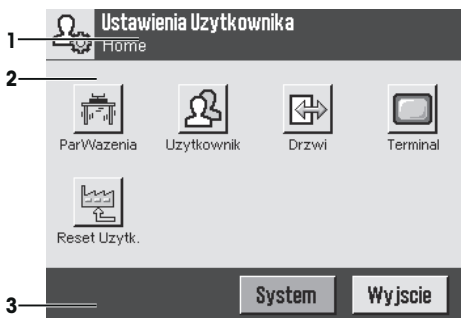 Ustawienia Uzytkownika
1
Home
2
ParWazenia Uzytkownik Drzwi Terminal
Reset Uzytk.
3
System Wyjscie